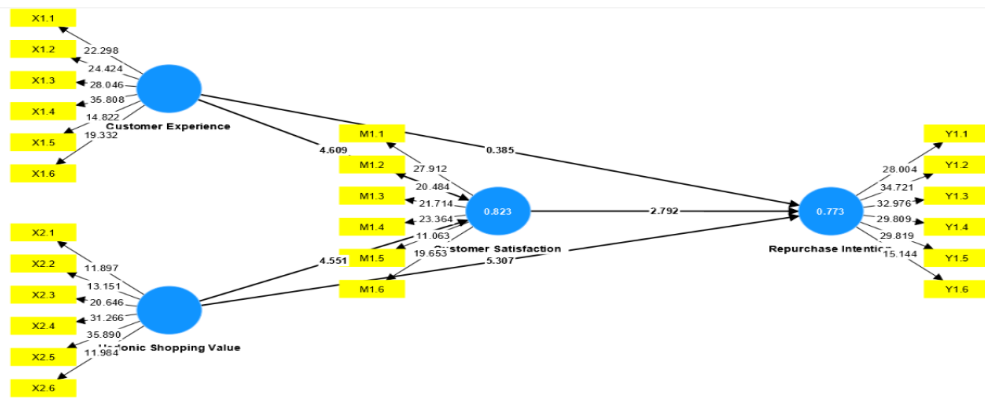 X1.1
X1.2
X1.3
X1.4
X1.5
X1.6
22.298
24.424
28.046
35.808
14.822
19.332
Customer Experience
X2.1
X2.2
X2.3
X2.4
X2.5
X2.6
11.897
13.151
20.646
31.266
35.890
11.984
Shopping Value
4.609
0.385
4.551
5.307
2.792
M1.1
M1.2
M1.3
M1.4
M1.5
M1.6
27.912
20.484
21.714
23.364
11.063
19.653
0.823
Customer Satisfaction
0.773
Repurchase Intention
28.004
34.721
32.976
29.809
29.819
15.144
Y1.1
Y1.2
Y1.3
Y1.4
Y1.5
Y1.6